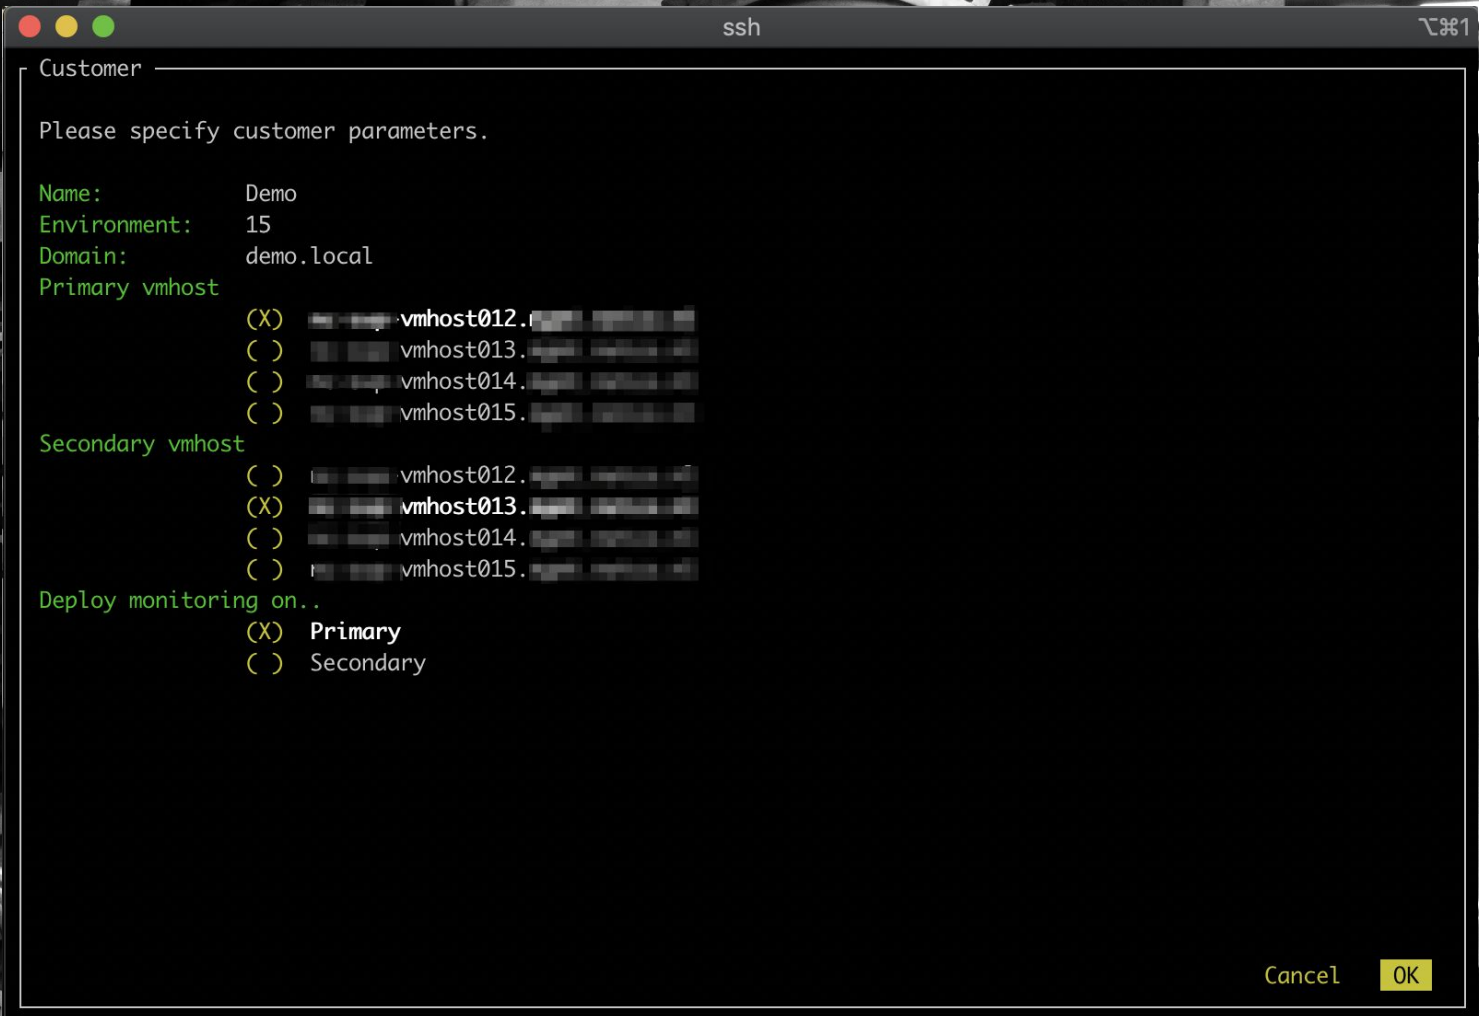 ssh
⌥⌘1
Customer
Please specify customer parameters.
Name: Demo
Environment: 15
Domain: demo.local
Primary vmhost
(X) vmhost012.
( ) vmhost013.
( ) vmhost014.
( ) vmhost015.
Secondary vmhost
( ) vmhost012.
(X) vmhost013.
( ) vmhost014.
( ) vmhost015.
Deploy monitoring on..
(X) Primary
( ) Secondary
Cancel OK